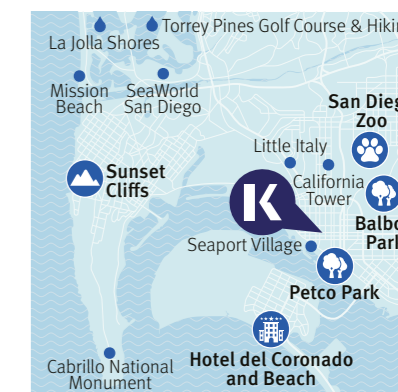 Torrey Pines Golf Course & Hikin
La Jolla Shores
Mission
Beach
SeaWorld
San Diego
San Dieg
Zoo
Little Italy
Sunset
Cliffs
California
Tower
K
Balbo
Park
Seaport Village
Petco Park
Hotel del Coronado
and Beach
Cabrillo National
Monument